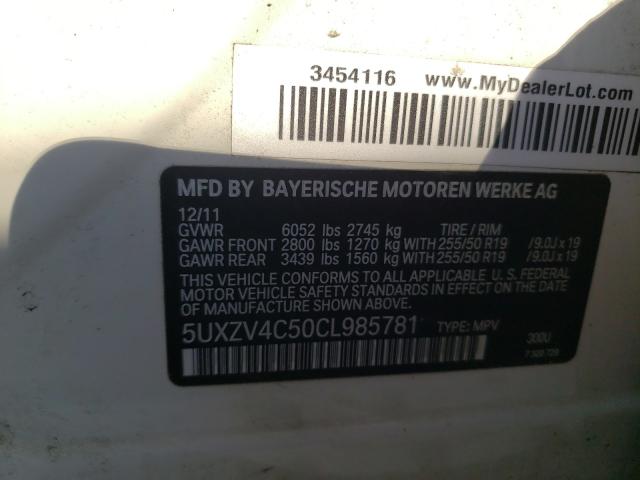 3454116 www.MyDealerLot.com
MFD BY BAYERISCHE MOTOREN WERKE AG
12/11
GVWR 6052 lbs 2745 kg TIRE / RIM
GAWR FRONT 2800 lbs 1270 kg WITH 255/50 R19 /9.0J x 19
GAWR REAR 3439 lbs 1560 kg WITH 255/50 R19 /9.0J x 19
THIS VEHICLE CONFORMS TO ALL APPLICABLE U. S. FEDERAL
MOTOR VEHICLE SAFETY STANDARDS IN EFFECT ON THE DATE
OF MANUFACTURE SHOWN ABOVE.
5UXZV4C50CL985781 TYPE: MPV 300U